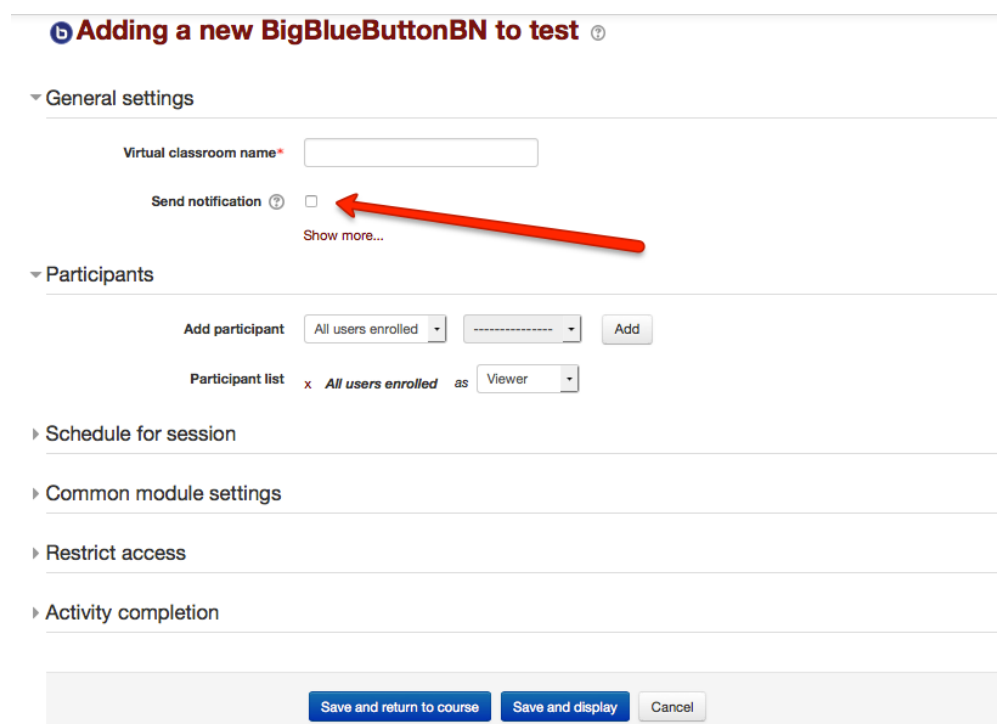 Adding a new BigBlueButtonBN to test
General settings
Virtual classroom name*
Send notification
Show more...
Participants
Add participant All users enrolled --------------- Add
Participant list x All users enrolled as Viewer
Schedule for session
Common module settings
Restrict access
Activity completion
Save and return to course Save and display Cancel